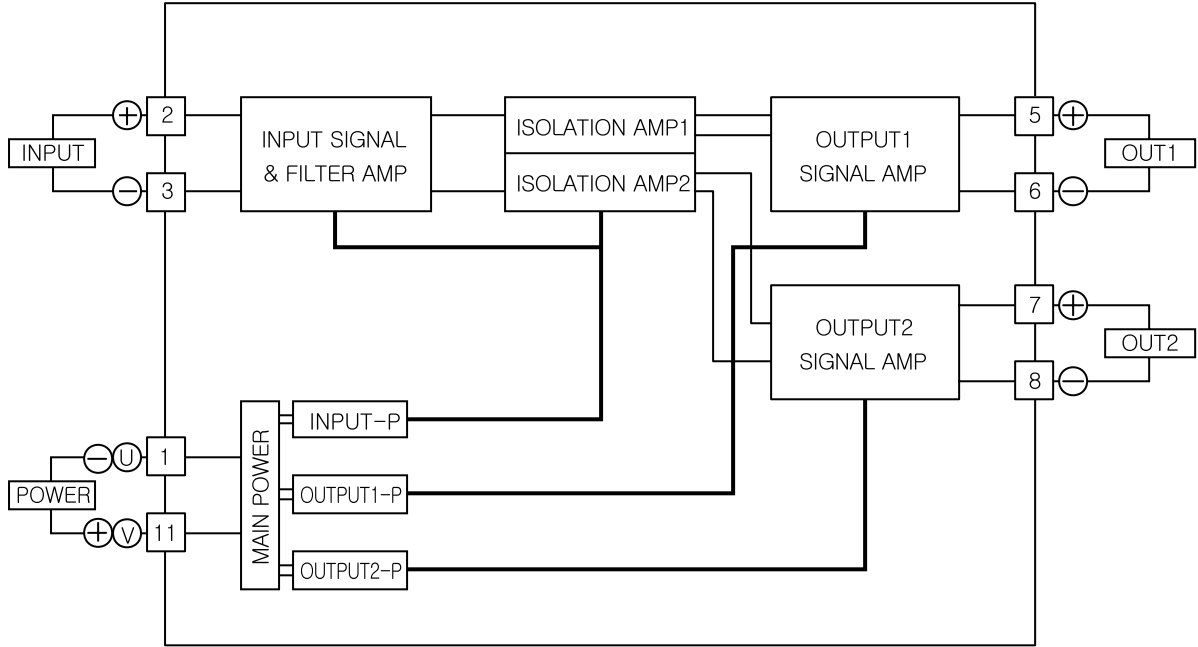 INPUT
+
2
−
3
INPUT SIGNAL
& FILTER AMP
ISOLATION AMP1
ISOLATION AMP2
OUTPUT1
SIGNAL AMP
5
+
6
−
OUT1
OUTPUT2
SIGNAL AMP
7
+
8
−
OUT2
POWER
− U
1
+ V
11
MAIN POWER
INPUT-P
OUTPUT1-P
OUTPUT2-P